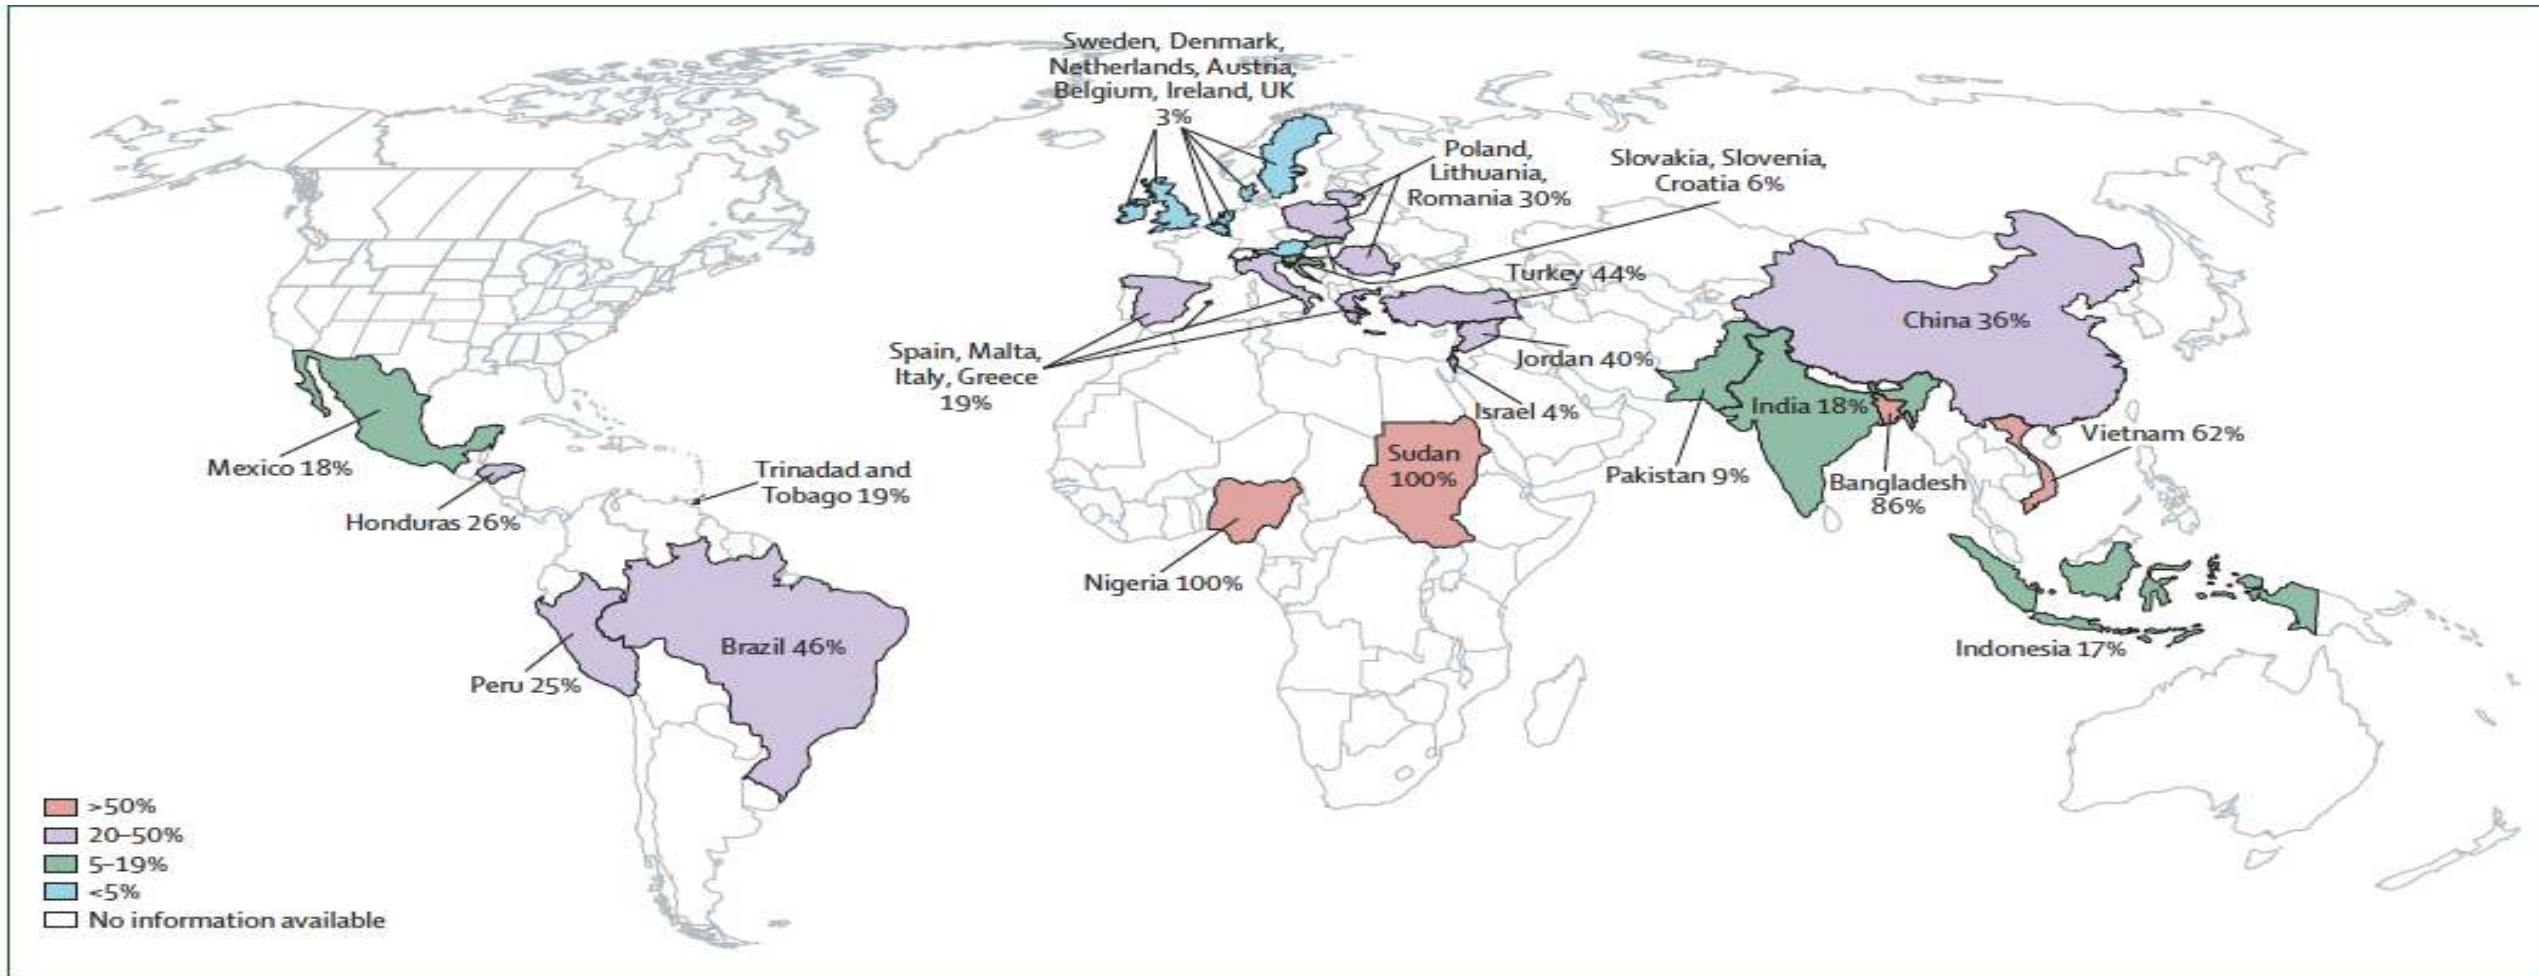 Sweden, Denmark,
Netherlands, Austria,
Belgium, Ireland, UK
3%
Poland,
Lithuania,
Romania 30%
Slovakia, Slovenia,
Croatia 6%
Turkey 44%
China 36%
Spain, Malta,
Italy, Greece
19%
Jordan 40%
Israel 4%
India 18%
Mexico 18%
Trinadad and
Tobago 19%
Honduras 26%
Sudan
100%
Pakistan 9%
Bangladesh
86%
Vietnam 62%
Nigeria 100%
Brazil 46%
Peru 25%
Indonesia 17%
>50%
20–50%
5–19%
<5%
No information available